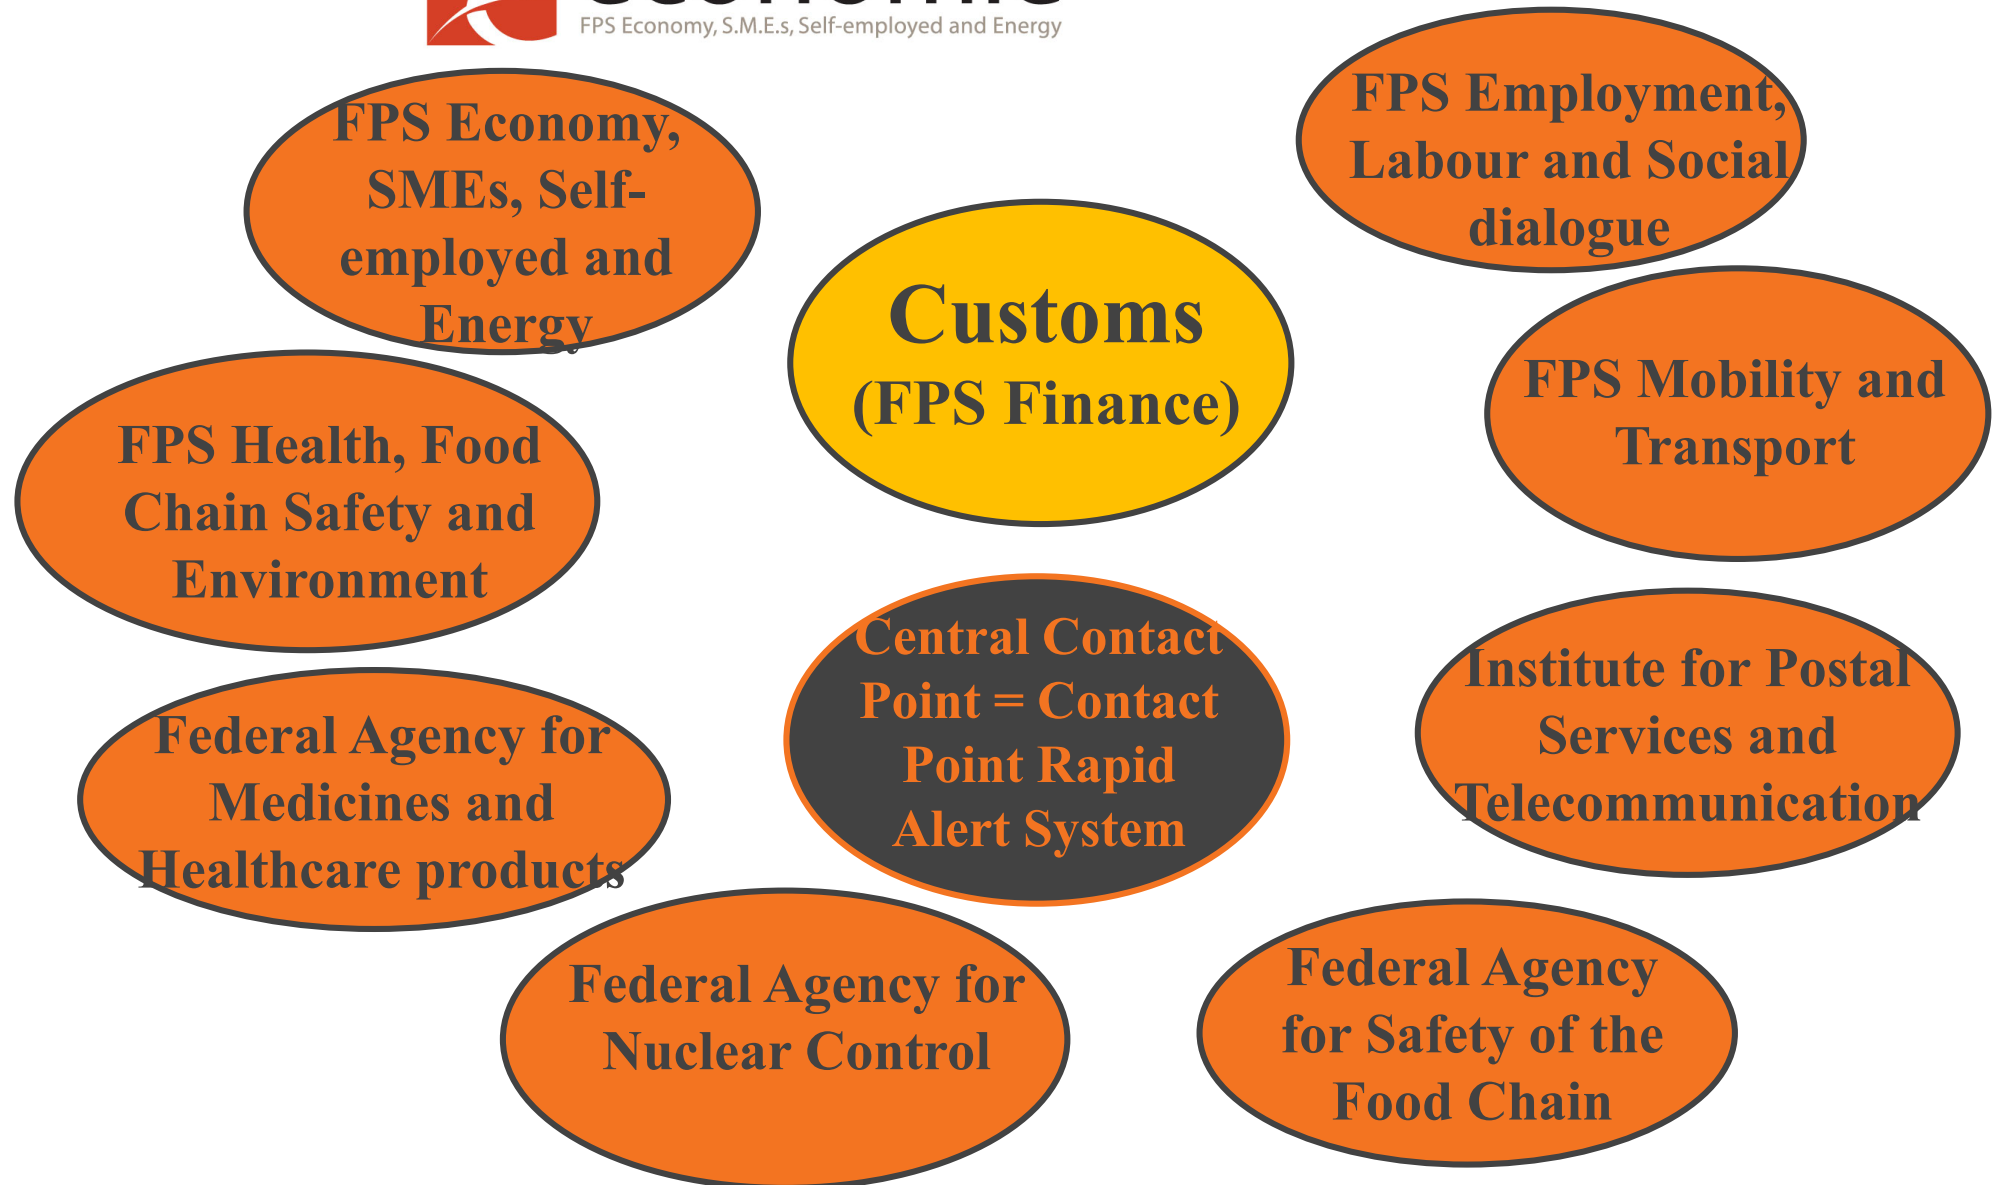 FPS Economy, S.M.E.s, Self-employed and Energy
FPS Economy,
SMEs, Self-
employed and
Energy
FPS Employment,
Labour and Social
dialogue
Customs
(FPS Finance)
FPS Mobility and
Transport
FPS Health, Food
Chain Safety and
Environment
Central Contact
Point = Contact
Point Rapid
Alert System
Institute for Postal
Services and
Telecommunication
Federal Agency for
Medicines and
Healthcare products
Federal Agency for
Nuclear Control
Federal Agency
for Safety of the
Food Chain